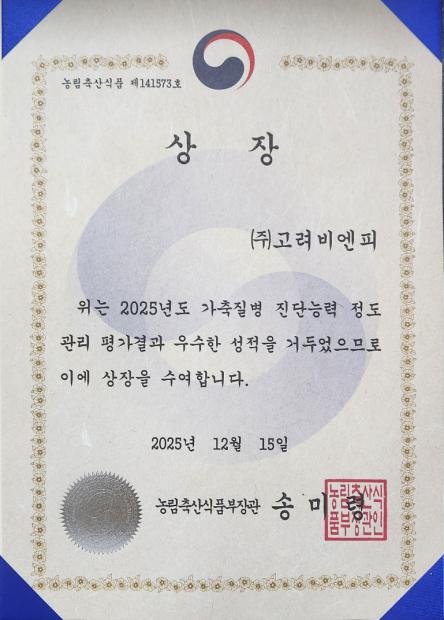 농림축산식품 제141573호
상 장
㈜고려비엔피
위는 2025년도 가축질병 진단능력 정도
관리 평가결과 우수한 성적을 거두었으므로
이에 상장을 수여합니다.
2025년 12월 15일
농림축산식품부장관 송미령
농림축산식
품부장관인